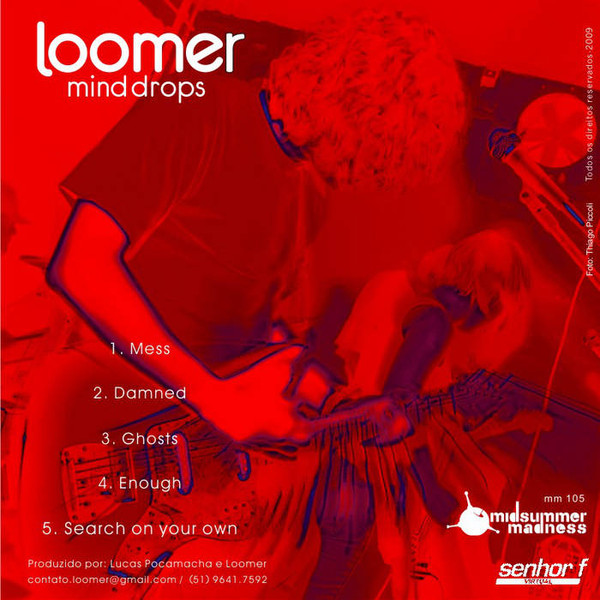 loomer
mind drops
Todos os direitos reservados 2009
Foto: Thiago Piccoli
1. Mess
2. Damned
3. Ghosts
4. Enough
5. Search on your own
mm 105
midsummer
madness
Produzido por: Lucas Pocamacha e Loomer
contato.loomer@gmail.com / (51) 9641.7592
senhor f
VIRTUAL